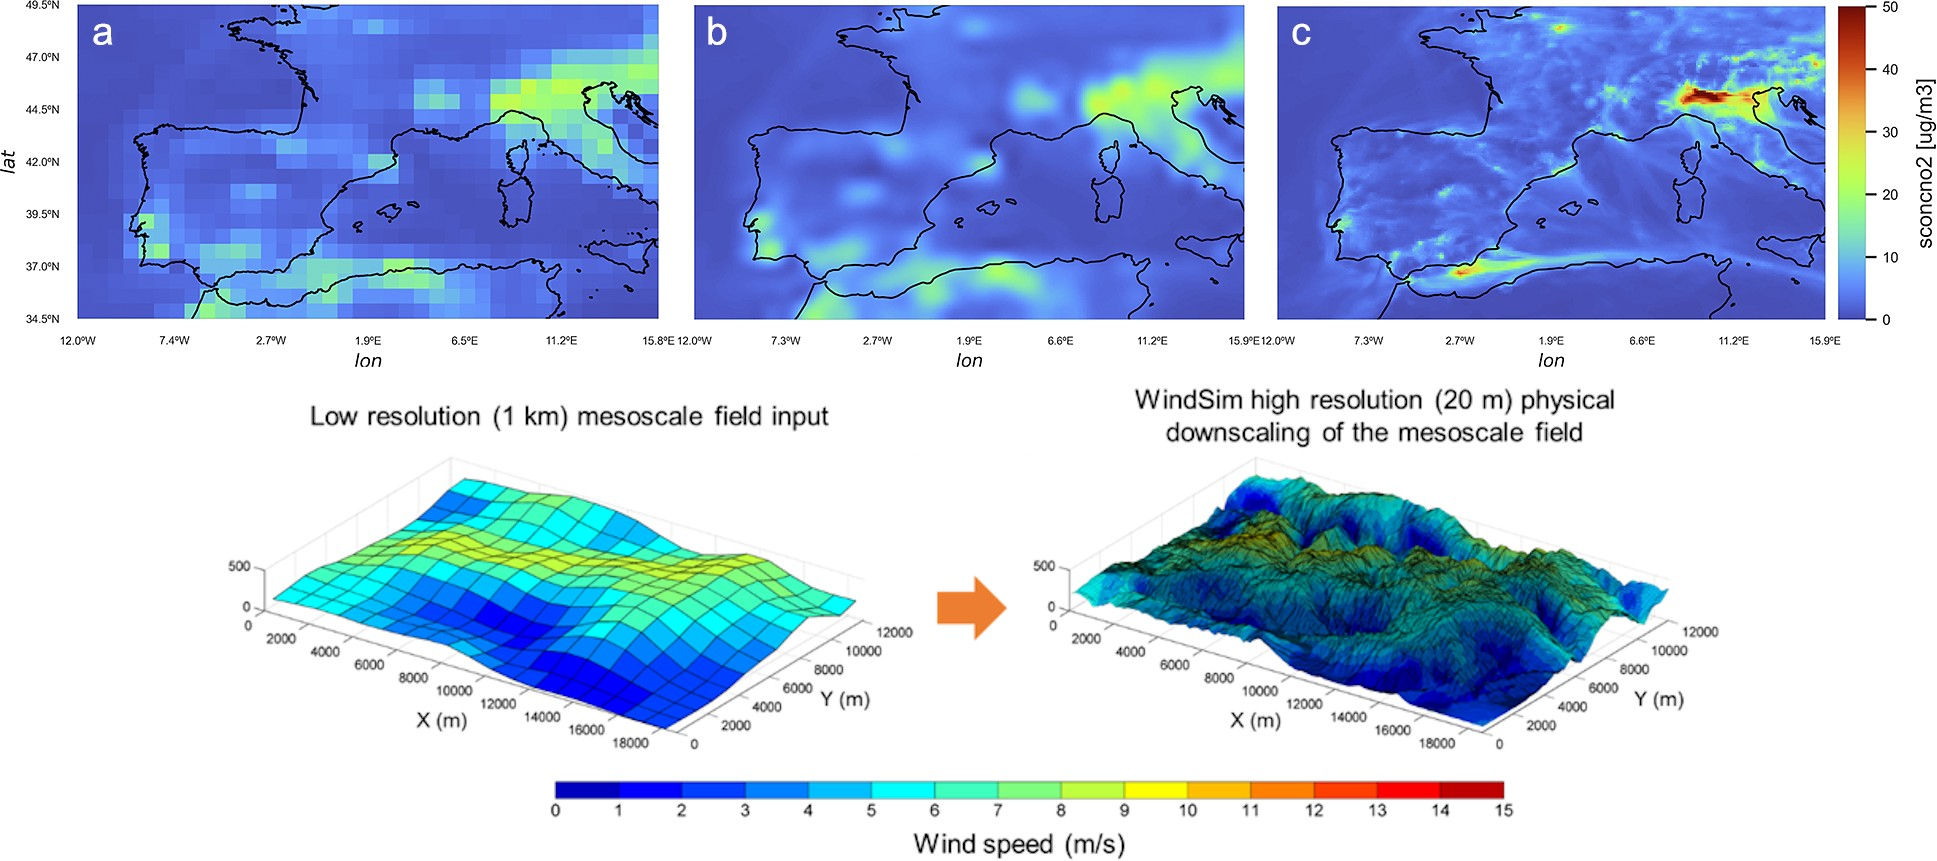 a
b
c
49.5°N
47.0°N
44.5°N
42.0°N
39.5°N
37.0°N
34.5°N
lat
12.0°W 7.4°W 2.7°W 1.9°E 6.5°E 11.2°E 15.8°E
lon
12.0°W 7.3°W 2.7°W 1.9°E 6.6°E 11.2°E 15.9°E
lon
12.0°W 7.3°W 2.7°W 1.9°E 6.6°E 11.2°E 15.9°E
lon
50
40
30
20
10
0
sconcno2 [ug/m3]
Low resolution (1 km) mesoscale field input
500
0
0 2000 4000 6000 8000 10000 12000 14000 16000 18000
X (m)
0 2000 4000 6000 8000 10000 12000
Y (m)
WindSim high resolution (20 m) physical
downscaling of the mesoscale field
500
0
0 2000 4000 6000 8000 10000 12000 14000 16000 18000
X (m)
0 2000 4000 6000 8000 10000 12000
Y (m)
0 1 2 3 4 5 6 7 8 9 10 11 12 13 14 15
Wind speed (m/s)